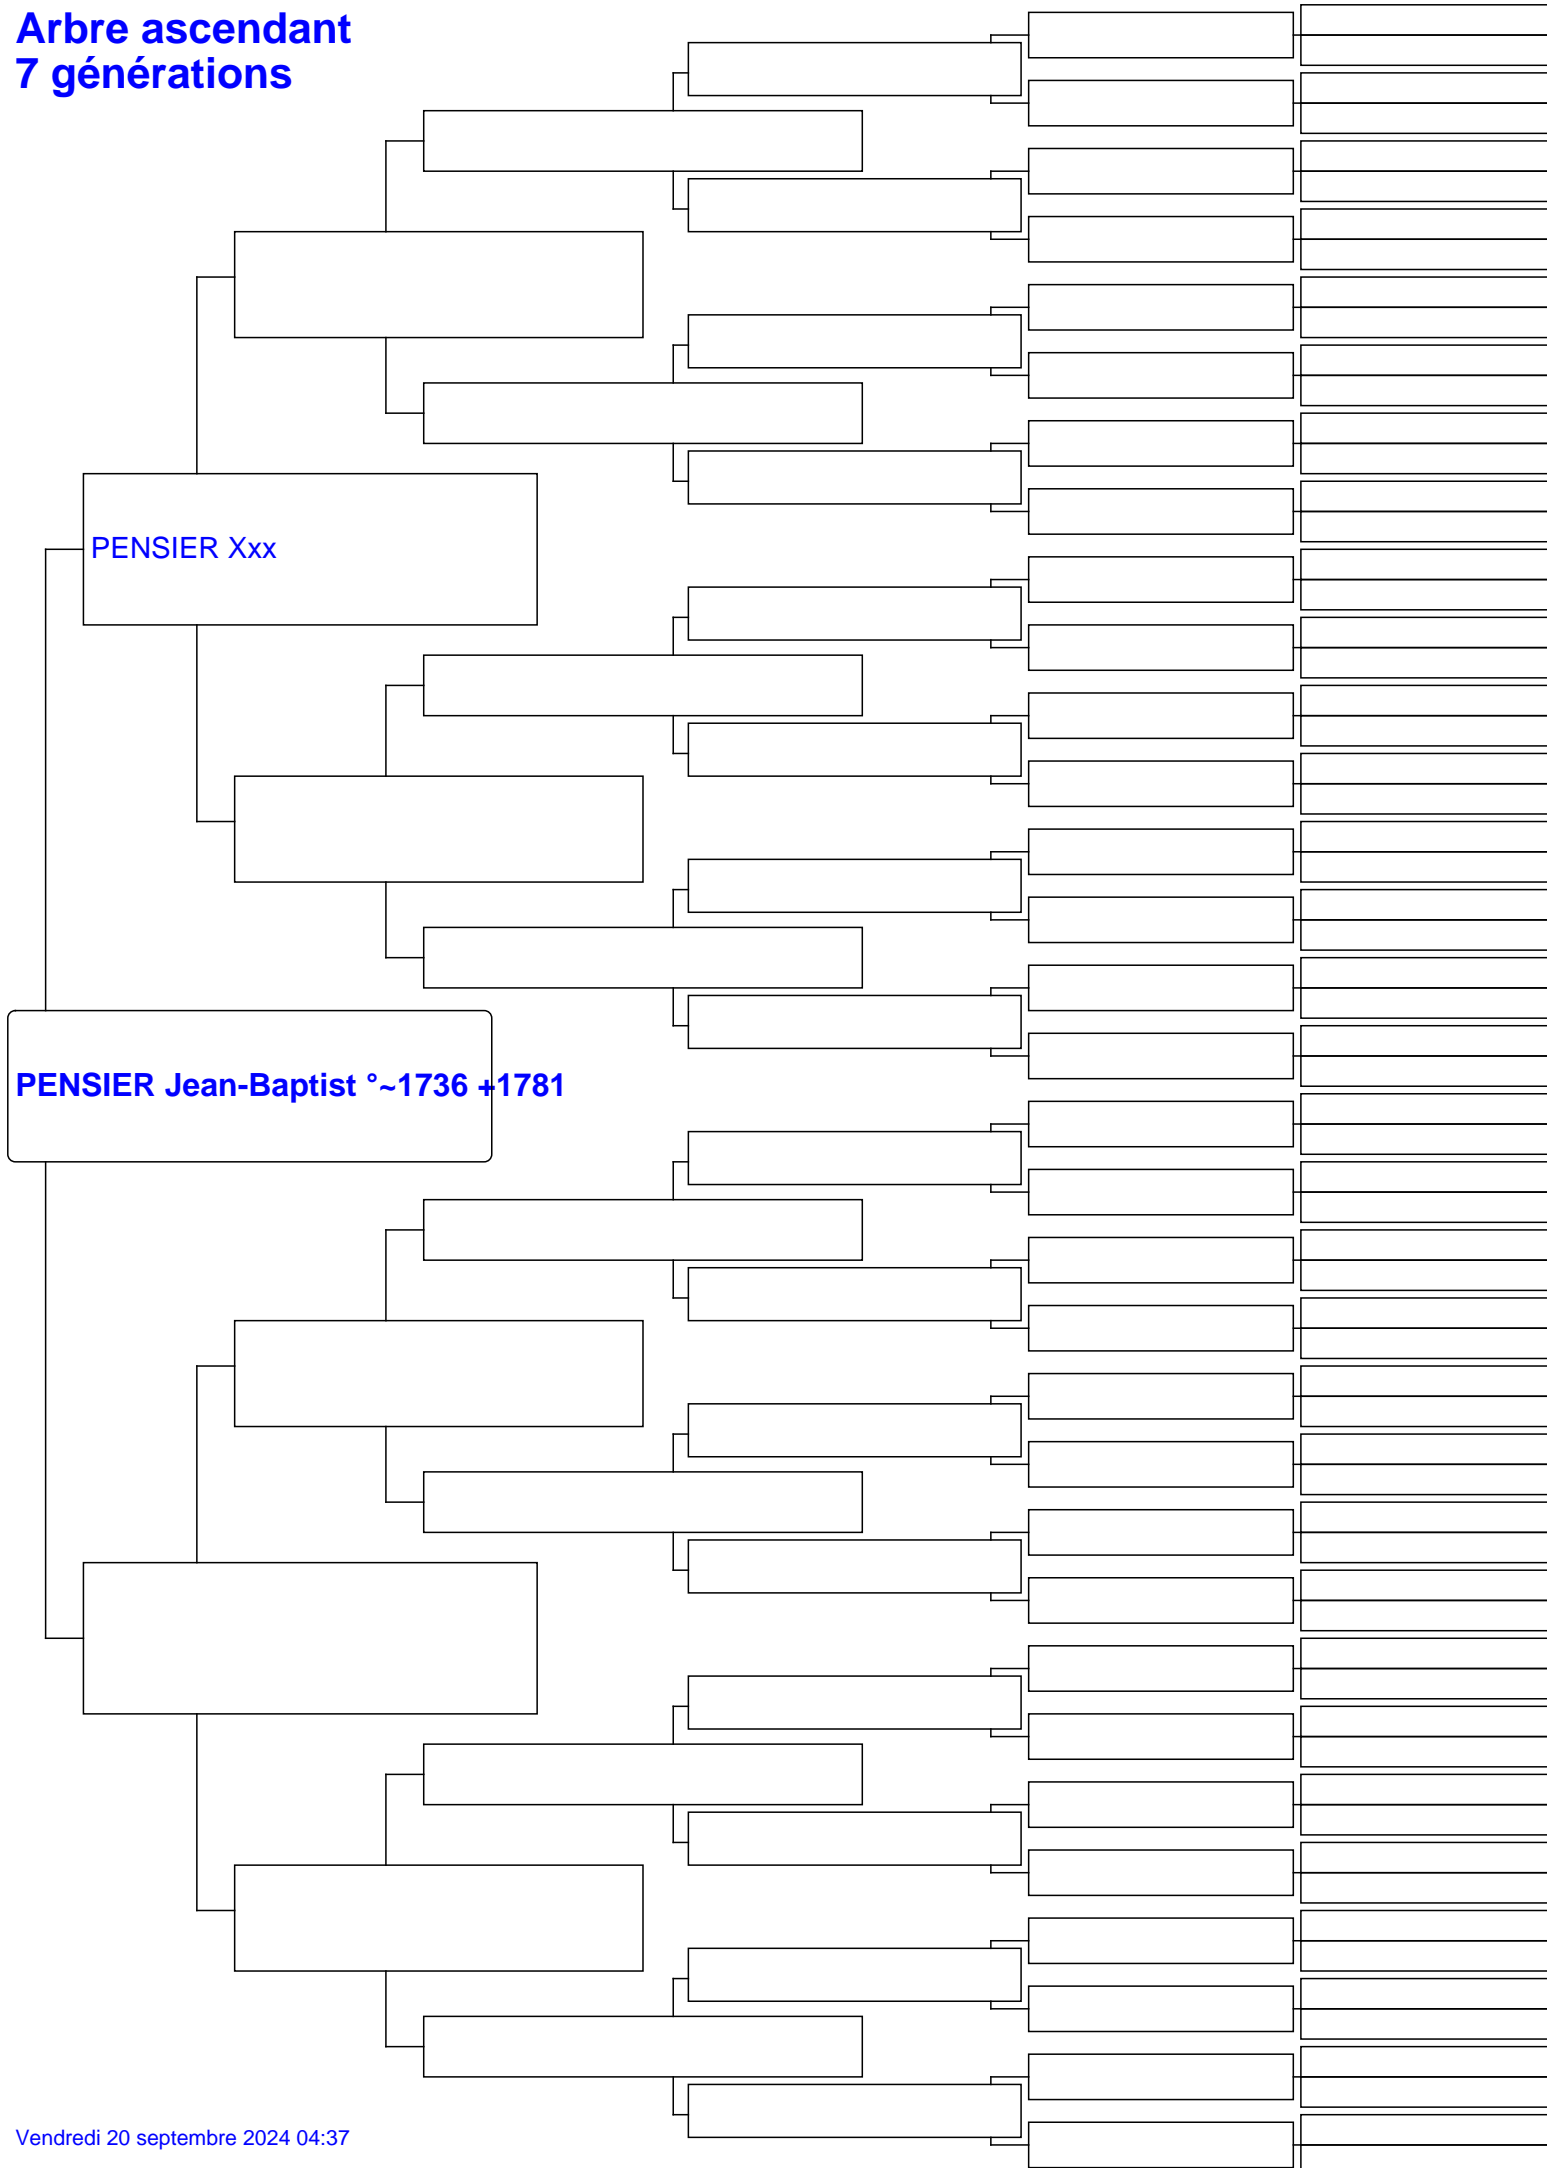 Arbre ascendant
7 générations
PENSIER Xxx
PENSIER Jean-Baptist °~1736 +1781
Vendredi 20 septembre 2024 04:37